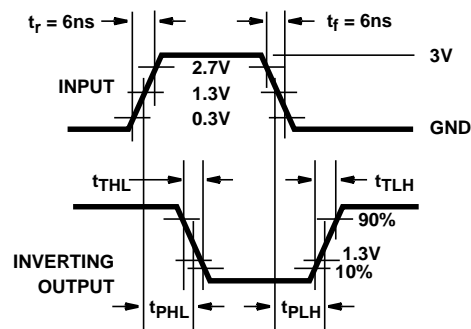 tr = 6ns
tf = 6ns
3V
INPUT
2.7V
1.3V
0.3V
GND
tTHL
tTLH
90%
1.3V
10%
INVERTING
OUTPUT
tPHL
tPLH